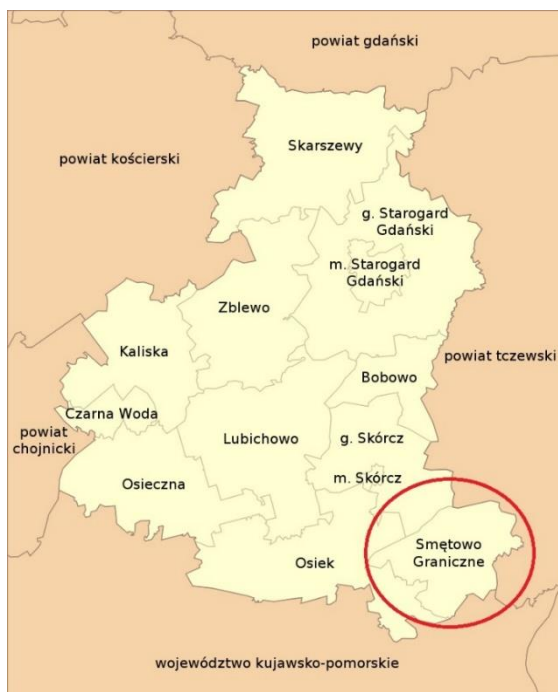 powiat gdański
Skarszewy
powiat kościerski
g. Starogard
Gdański
m. Starogard
Gdański
Zblewo
Kaliska
powiat tczewski
Bobowo
Czarna Woda
powiat
chojnicki
Lubichowo
g. Skórcz
m. Skórcz
Osieczna
Smętowo
Graniczne
Osiek
województwo kujawsko-pomorskie